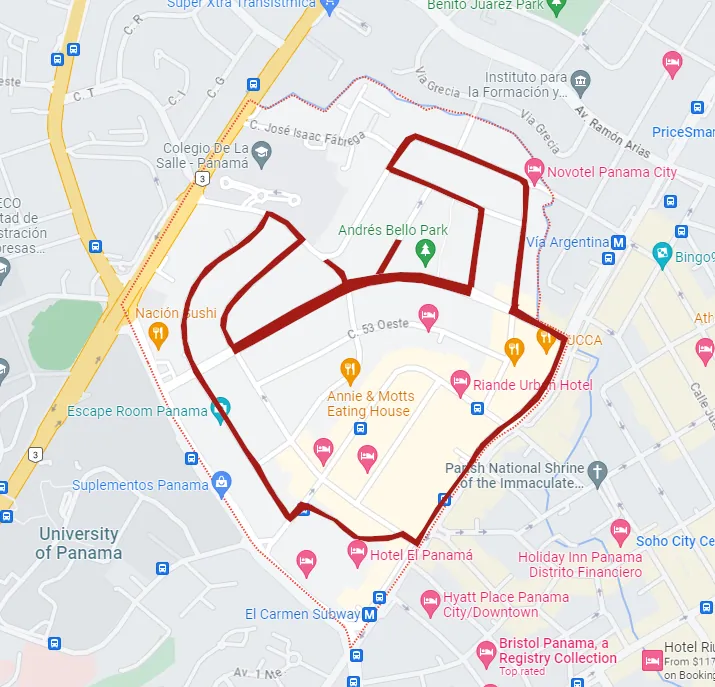 Super Xtra Transístmica
Benito Juárez Park
C. R
Vía Grecia
Instituto para
la Formación y...
C. T
C. I
C. G
Vía Grecia
Av. Ramón Arias
PriceSmar
C. José Isaac Fábrega
Colegio De La
Salle - Panamá
3
Novotel Panama City
ECO
tad de
istración
presas...
Andrés Bello Park
Vía Argentina
M
Bingo9
Nación Sushi
C. 53 Oeste
UCCA
Ath
Annie & Motts
Eating House
Riande Urban Hotel
Calle Jua
Escape Room Panama
3
Suplementos Panama
Parish National Shrine
of the Immaculate...
University
of Panama
Hotel El Panamá
Soho City Ce
Holiday Inn Panama
Distrito Financiero
Hyatt Place Panama
City/Downtown
El Carmen Subway
M
Bristol Panama, a
Registry Collection
Top rated
Hotel Riu
From $117
on Booking
Av. 1